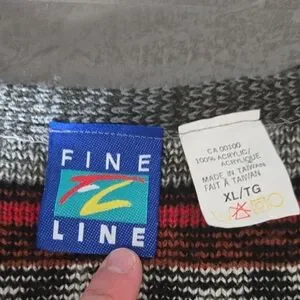 FINE
LINE
CA 00100
100% ACRYLIC/
ACRYLIQUE
MADE IN TAIWAN
FAIT À TAIWAN
XL/TG